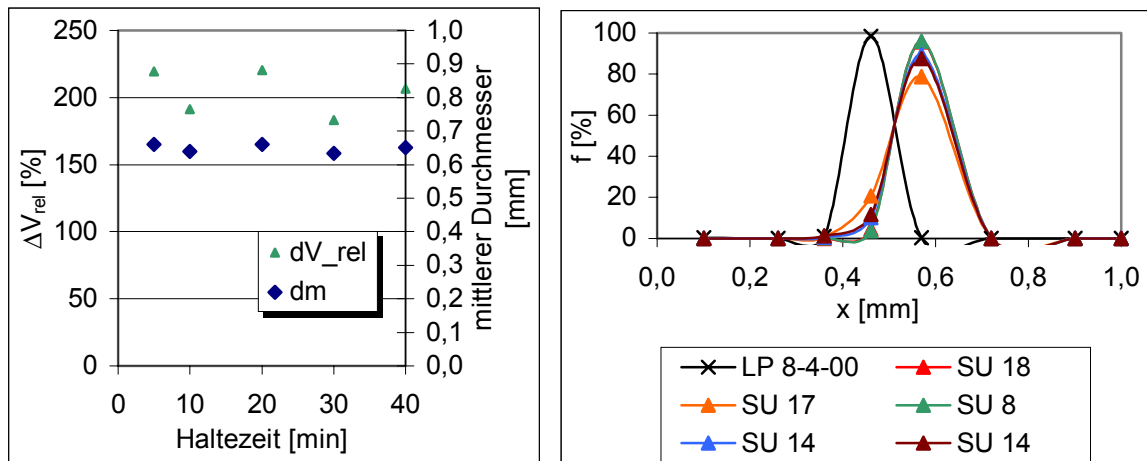 250
200
150
100
50
0
ΔVrel [%]
0 10 20 30 40
Haltezeit [min]
1,0
0,9
0,8
0,7
0,6
0,5
0,4
0,3
0,2
0,1
0,0
mittlerer Durchmesser
[mm]
dV_rel
dm
100
80
60
40
20
0
f [%]
0,0 0,2 0,4 0,6 0,8 1,0
x [mm]
LP 8-4-00 SU 18
SU 17 SU 8
SU 14 SU 14